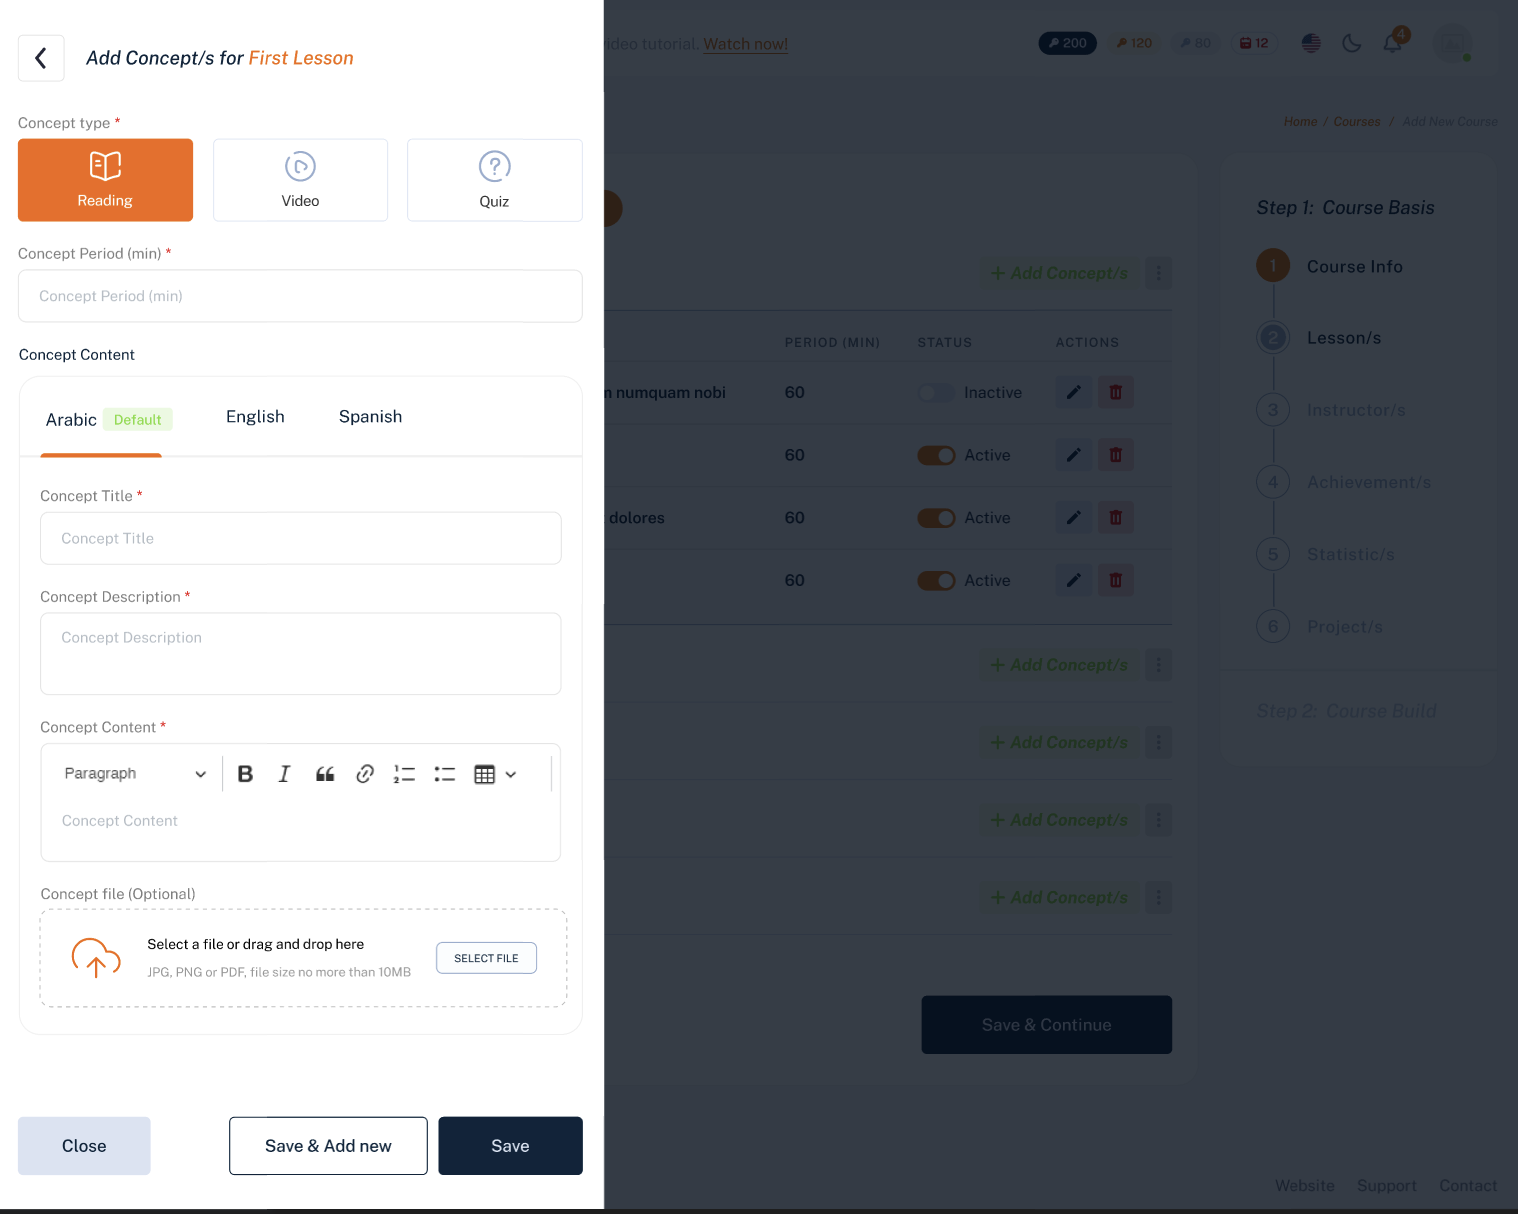 Add Concept/s for First Lesson
Concept type *
Reading
Video
Quiz
Concept Period (min) *
Concept Period (min)
Concept Content
Arabic Default
English
Spanish
Concept Title *
Concept Title
Concept Description *
Concept Description
Concept Content *
Paragraph
B I
Concept Content
Concept file (Optional)
Select a file or drag and drop here
JPG, PNG or PDF, file size no more than 10MB
SELECT FILE
Close
Save & Add new
Save
video tutorial. Watch now!
200
120
80
12
4
Home / Courses / Add New Course
+ Add Concept/s
PERIOD (MIN) STATUS ACTIONS
numquam nobi 60 Inactive
60 Active
dolores 60 Active
60 Active
+ Add Concept/s
+ Add Concept/s
+ Add Concept/s
+ Add Concept/s
Save & Continue
Step 1: Course Basis
1 Course Info
2 Lesson/s
3 Instructor/s
4 Achievement/s
5 Statistic/s
6 Project/s
Step 2: Course Build
Website Support Contact